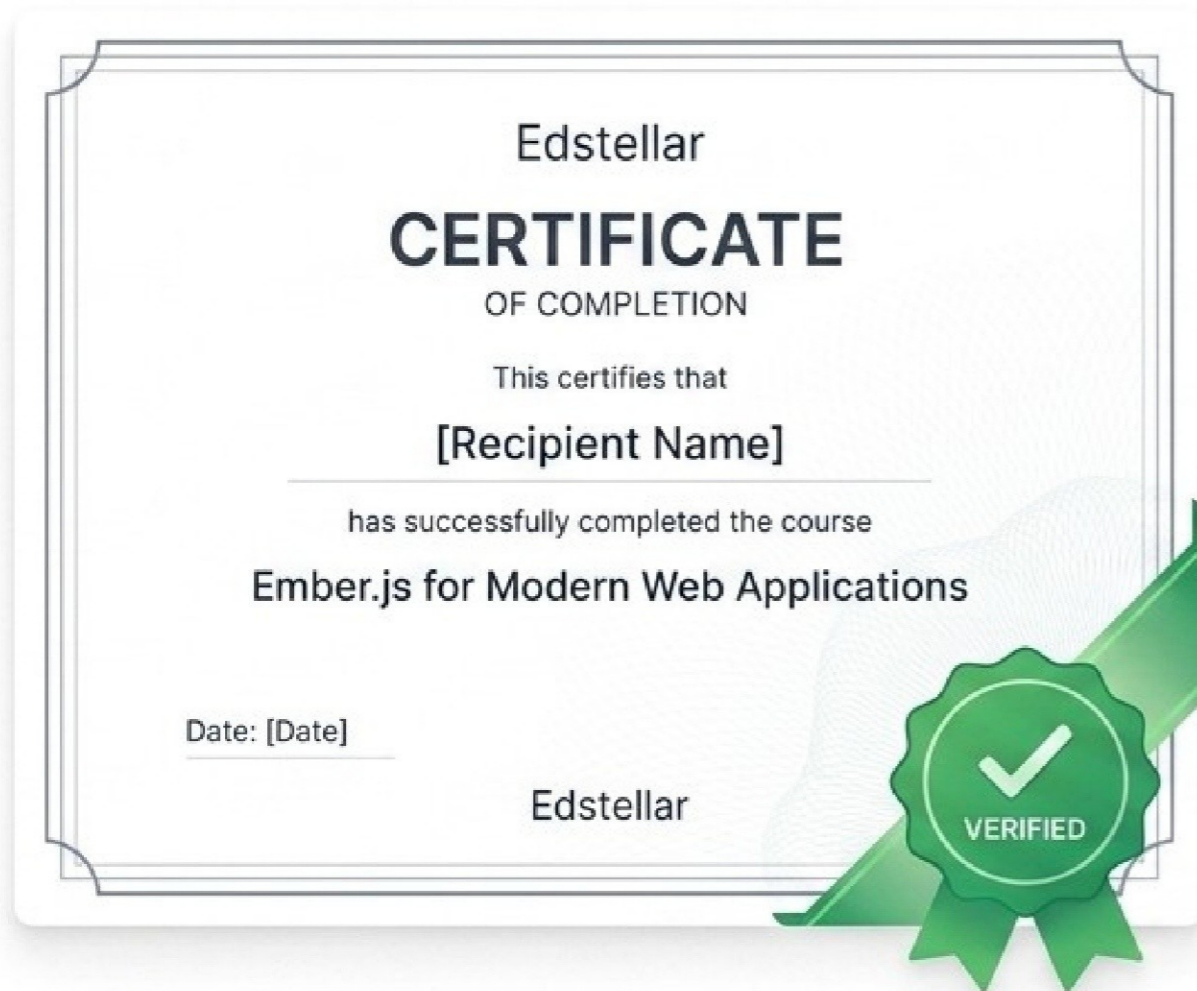 Edstellar
CERTIFICATE
OF COMPLETION
This certifies that
[Recipient Name]
has successfully completed the course
Ember.js for Modern Web Applications
Date: [Date]
Edstellar
VERIFIED